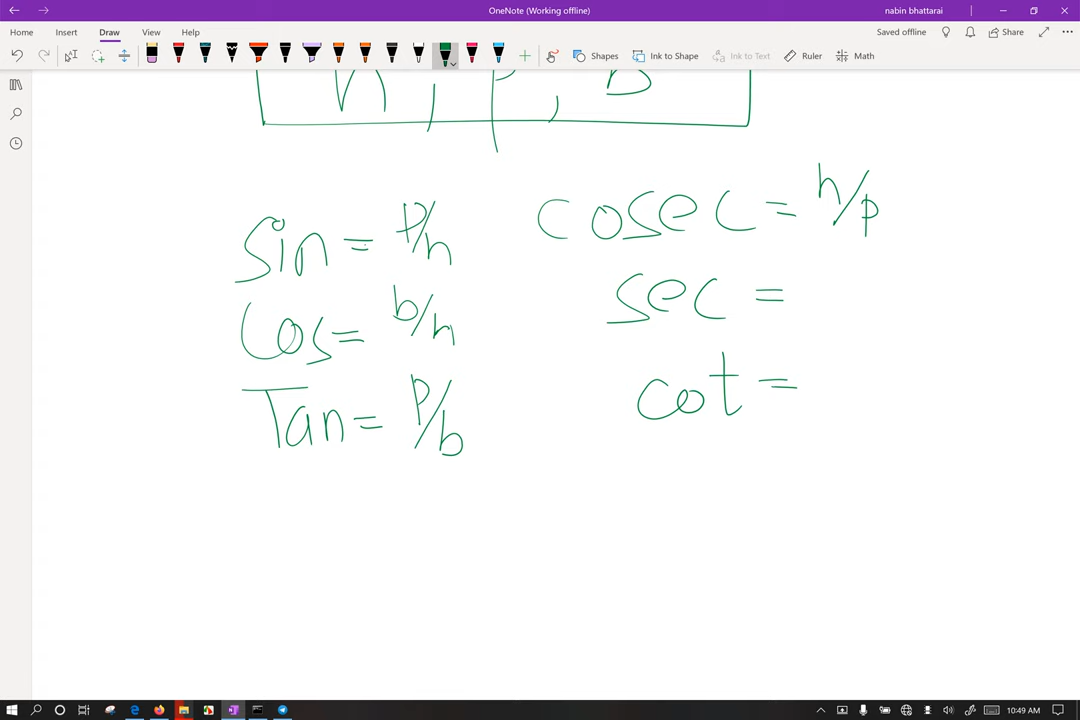 OneNote (Working offline)
nabin bhattarai
Home Insert Draw View Help
Saved offline
Share
Shapes
Ink to Shape
Ink to Text
Ruler
Math
h, p, B
sin = P/h
cosec = h/p
Cos = b/h
sec =
Tan = P/b
cot =
10:49 AM